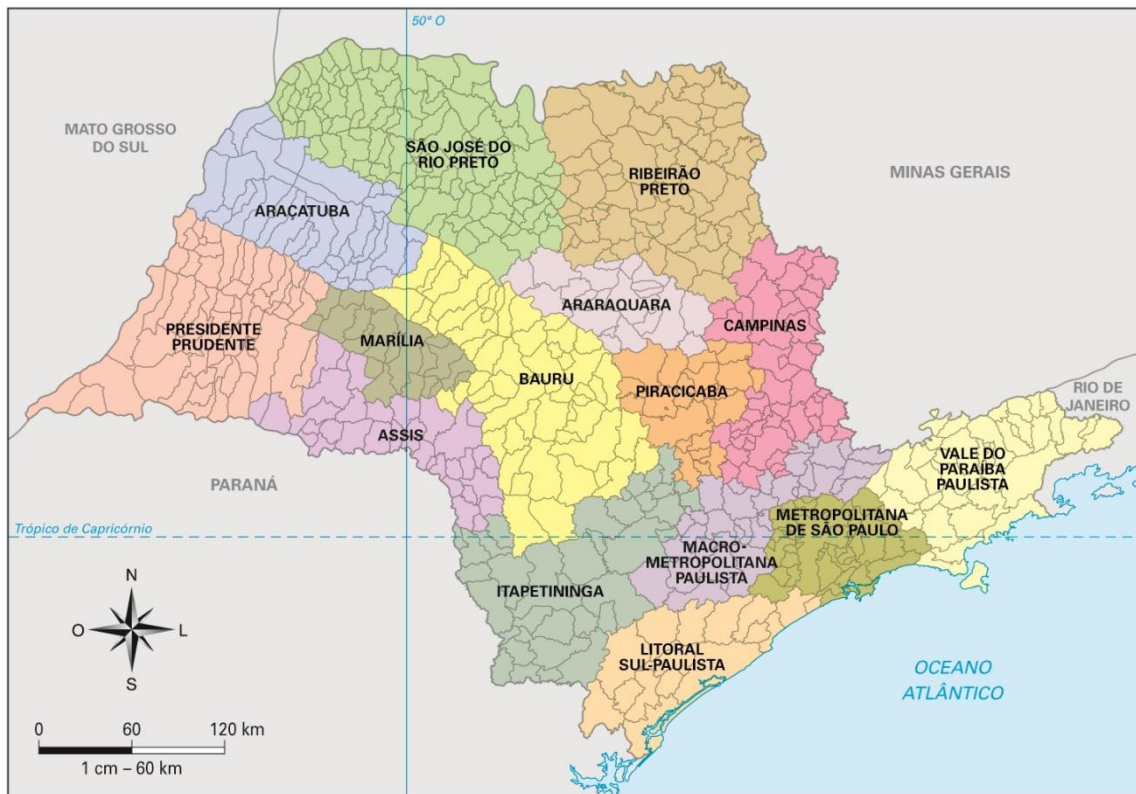 50° O
MATO GROSSO
DO SUL
SÃO JOSÉ DO
RIO PRETO
RIBEIRÃO
PRETO
MINAS GERAIS
ARAÇATUBA
ARARAQUARA
CAMPINAS
PRESIDENTE
PRUDENTE
MARÍLIA
BAURU
PIRACICABA
RIO DE
JANEIRO
ASSIS
VALE DO
PARAÍBA
PAULISTA
PARANÁ
Trópico de Capricórnio
METROPOLITANA
DE SÃO PAULO
MACRO-
METROPOLITANA
PAULISTA
ITAPETININGA
N
O
L
S
LITORAL
SUL-PAULISTA
OCEANO
ATLÂNTICO
0 60 120 km
1 cm – 60 km